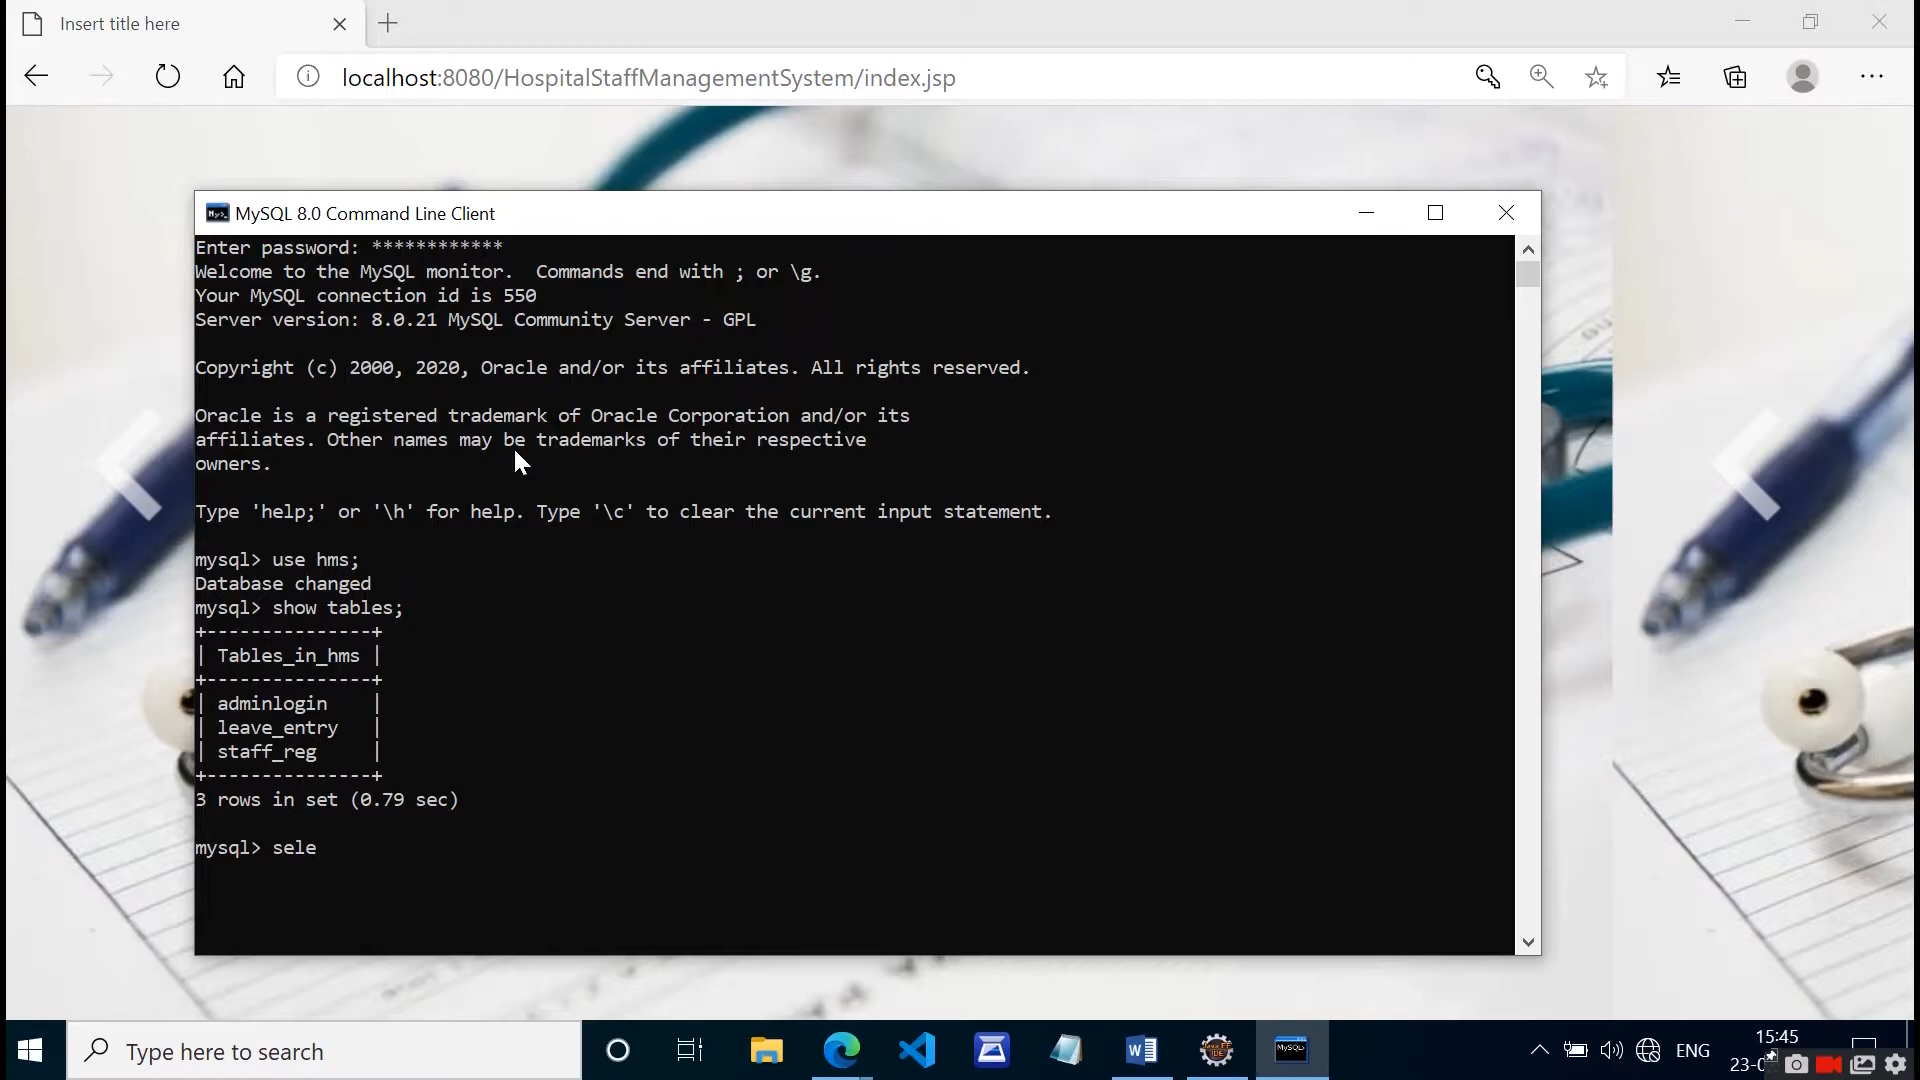 Insert title here
localhost:8080/HospitalStaffManagementSystem/index.jsp
MySQL 8.0 Command Line Client
Enter password: ************
Welcome to the MySQL monitor.  Commands end with ; or \g.
Your MySQL connection id is 550
Server version: 8.0.21 MySQL Community Server - GPL
Copyright (c) 2000, 2020, Oracle and/or its affiliates. All rights reserved.
Oracle is a registered trademark of Oracle Corporation and/or its
affiliates. Other names may be trademarks of their respective
owners.
Type 'help;' or '\h' for help. Type '\c' to clear the current input statement.
mysql> use hms;
Database changed
mysql> show tables;
+---------------+
| Tables_in_hms |
+---------------+
| adminlogin    |
| leave_entry   |
| staff_reg     |
+---------------+
3 rows in set (0.79 sec)
mysql> sele
Type here to search
MySQL
ENG
15:45